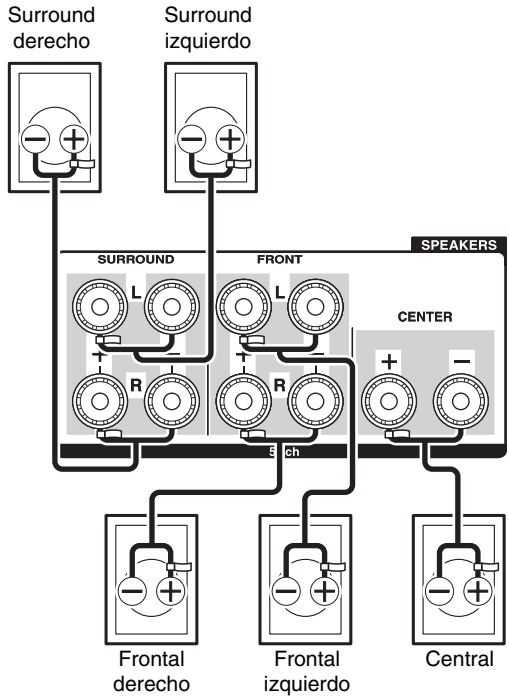 Surround
derecho
Surround
izquierdo
SPEAKERS
SURROUND
FRONT
L
L
CENTER
+
−
+
−
+
−
R
R
Frontal
derecho
Frontal
izquierdo
Central